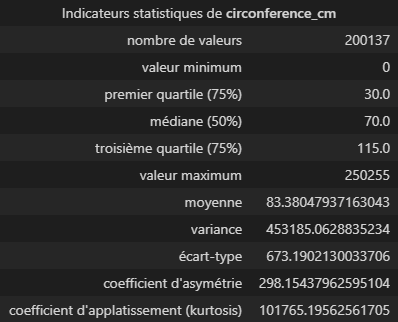 Indicateurs statistiques de circonference_cm
nombre de valeurs 200137
valeur minimum 0
premier quartile (75%) 30.0
médiane (50%) 70.0
troisième quartile (75%) 115.0
valeur maximum 250255
moyenne 83.38047937163043
variance 453185.0628835234
écart-type 673.1902130033706
coefficient d'asymétrie 298.15437962595104
coefficient d'applatissement (kurtosis) 101765.19562561705